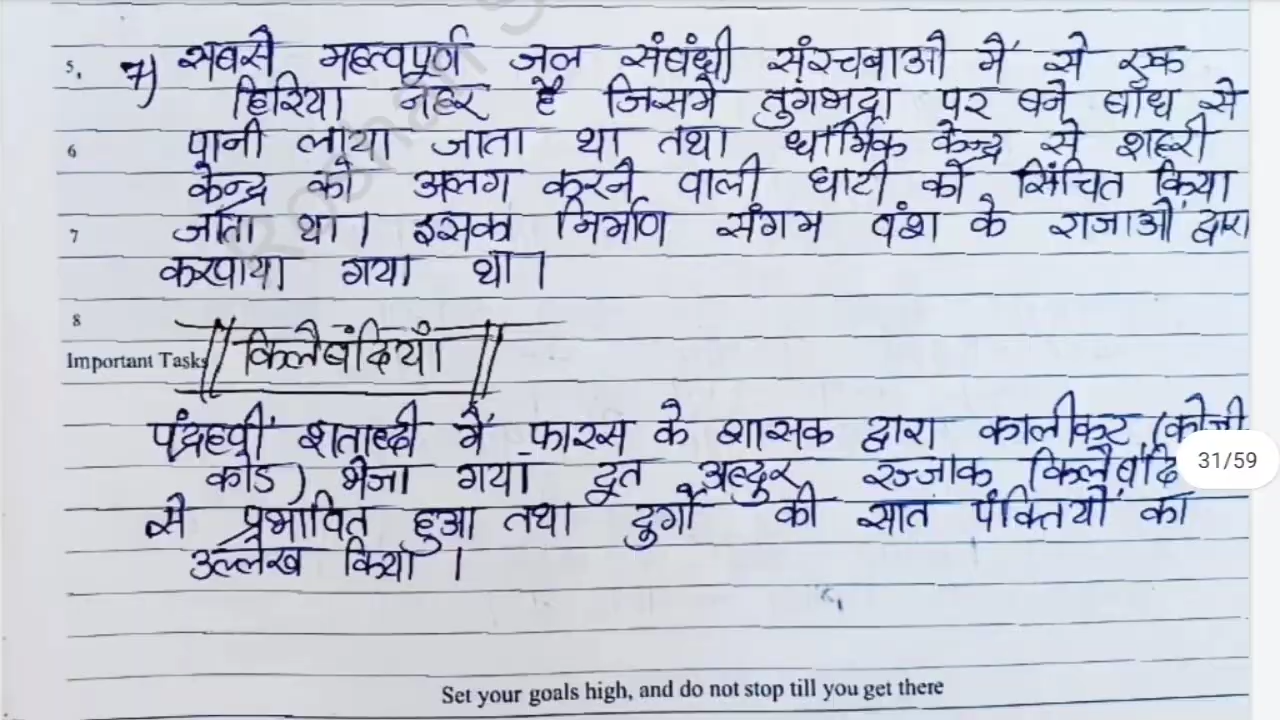 5.
7) सबसे महत्वपूर्ण जल संबंधी संरचनाओ में से एक
हिरिया नहर है जिसमें तुंगभद्रा पर बने बाँध से
6
पानी लाया जाता था तथा धार्मिक केन्द्र से शहरी
केन्द्र को अलग करने वाली घाटी को सिंचित किया
7
जाता था। इसका निर्माण संगम वंश के राजाओं द्वारा
करवाया गया था।
8
Important Tasks
किलेबंदियाँ
पंद्रहवीं शताब्दी में फारस के शासक द्वारा कालीकट (कोजी
कोड) भेजा गया दूत अब्दुर रज्जाक किलेबंदि
31/59
से प्रभावित हुआ तथा दुर्गों की सात पंक्तियों का
उल्लेख किया।
Set your goals high, and do not stop till you get there